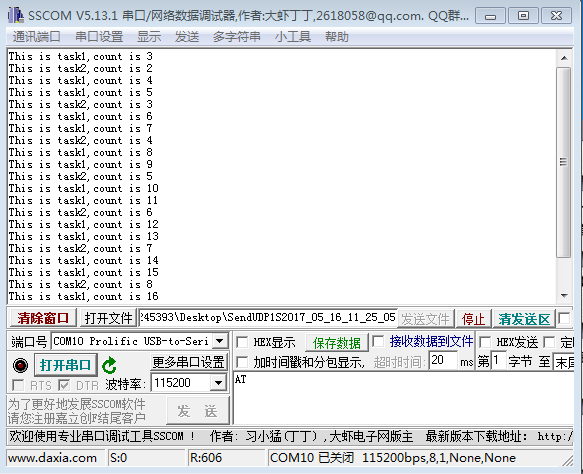 SSCOM V5.13.1 串口/网络数据调试器,作者:大虾丁丁,2618058@qq.com. QQ群...
通讯端口 串口设置 显示 发送 多字符串 小工具 帮助
This is task1,count is 3
This is task2,count is 2
This is task1,count is 4
This is task1,count is 5
This is task2,count is 3
This is task1,count is 6
This is task1,count is 7
This is task2,count is 4
This is task1,count is 8
This is task1,count is 9
This is task2,count is 5
This is task1,count is 10
This is task1,count is 11
This is task2,count is 6
This is task1,count is 12
This is task1,count is 13
This is task2,count is 7
This is task1,count is 14
This is task1,count is 15
This is task2,count is 8
This is task1,count is 16
清除窗口 打开文件 245393\Desktop\SendUDP1S2017_05_16_11_25_05 发送文件 停止 清发送区
端口号 COM10 Prolific USB-to-Seri HEX显示 保存数据 接收数据到文件 HEX发送
打开串口 更多串口设置 加时间戳和分包显示, 超时时间: 20 ms 第 1 字节 至
RTS DTR 波特率: 115200 AT
为了更好地发展SSCOM软件
请您注册嘉立创F结尾客户 发 送
欢迎使用专业串口调试工具SSCOM ! 作者: 习小猛(丁丁),大虾电子网版主 最新版本下载地址: http:/
www.daxia.com S:0 R:606 COM10 已关闭 115200bps,8,1,None,None